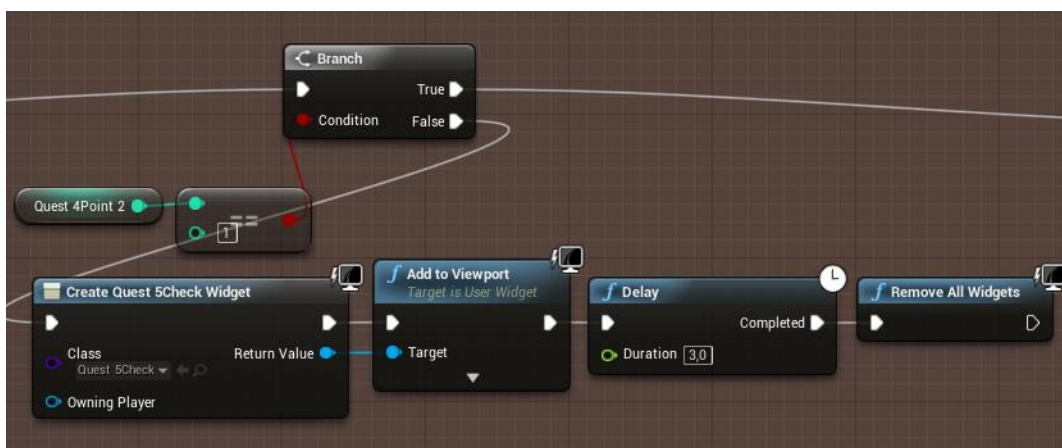 Branch
True
Condition
False
Quest 4Point 2
==
1
Create Quest 5Check Widget
Class
Quest 5Check
Return Value
Owning Player
f Add to Viewport
Target is User Widget
Target
f Delay
Completed
Duration 3,0
f Remove All Widgets